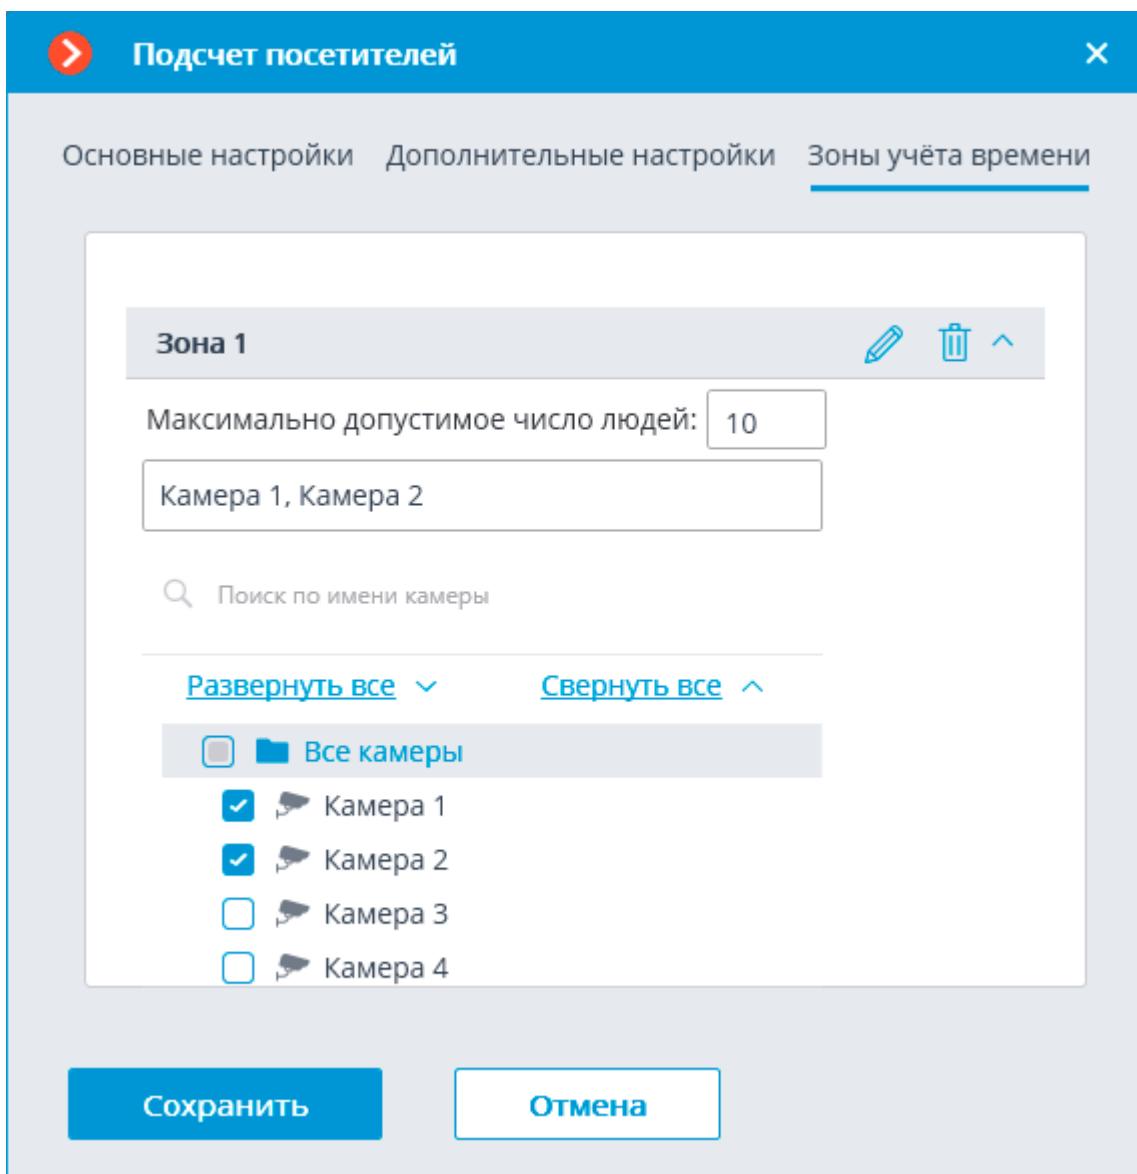 Подсчет посетителей
Основные настройки Дополнительные настройки Зоны учёта времени
Зона 1
Максимально допустимое число людей: 10
Камера 1, Камера 2
Поиск по имени камеры
Развернуть все Свернуть все
Все камеры
Камера 1
Камера 2
Камера 3
Камера 4
Сохранить Отмена